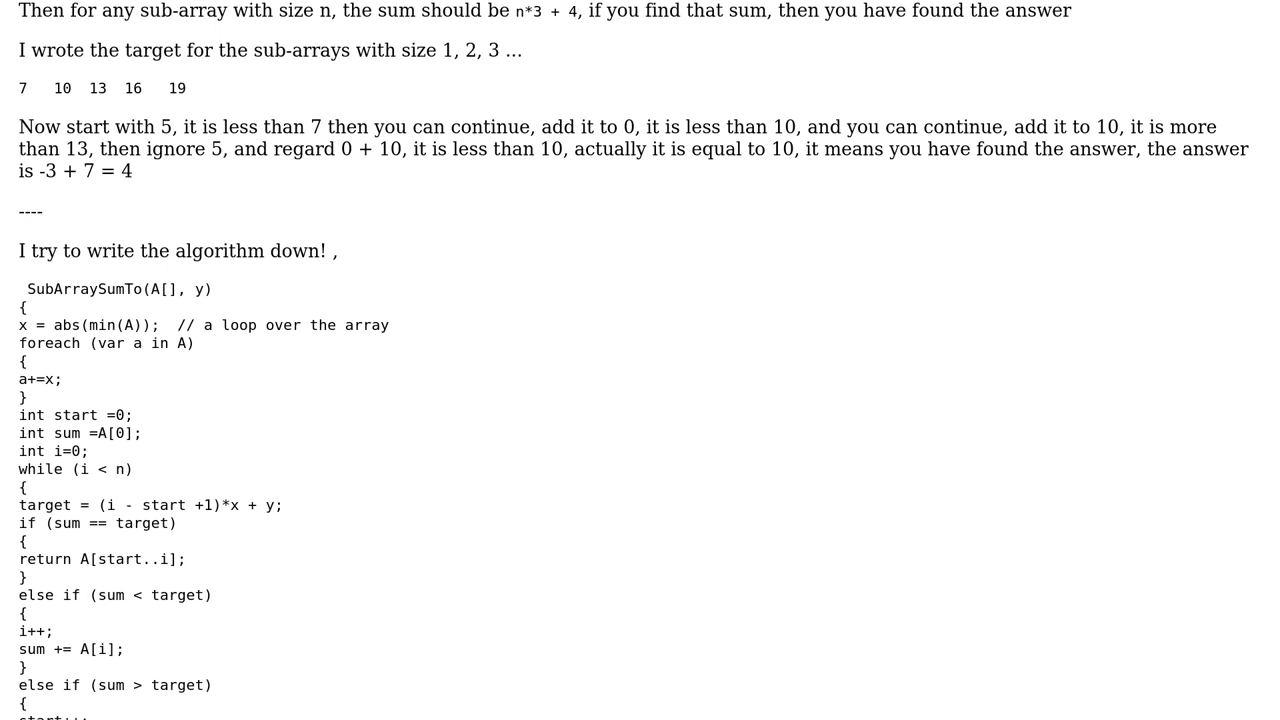 Then for any sub-array with size n, the sum should be n*3 + 4, if you find that sum, then you have found the answer
I wrote the target for the sub-arrays with size 1, 2, 3 ...
7   10  13  16   19
Now start with 5, it is less than 7 then you can continue, add it to 0, it is less than 10, and you can continue, add it to 10, it is more
than 13, then ignore 5, and regard 0 + 10, it is less than 10, actually it is equal to 10, it means you have found the answer, the answer
is -3 + 7 = 4
----
I try to write the algorithm down! ,
 SubArraySumTo(A[], y)
{
x = abs(min(A));  // a loop over the array
foreach (var a in A)
{
a+=x;
}
int start =0;
int sum =A[0];
int i=0;
while (i < n)
{
target = (i - start +1)*x + y;
if (sum == target)
{
return A[start..i];
}
else if (sum < target)
{
i++;
sum += A[i];
}
else if (sum > target)
{
start++;